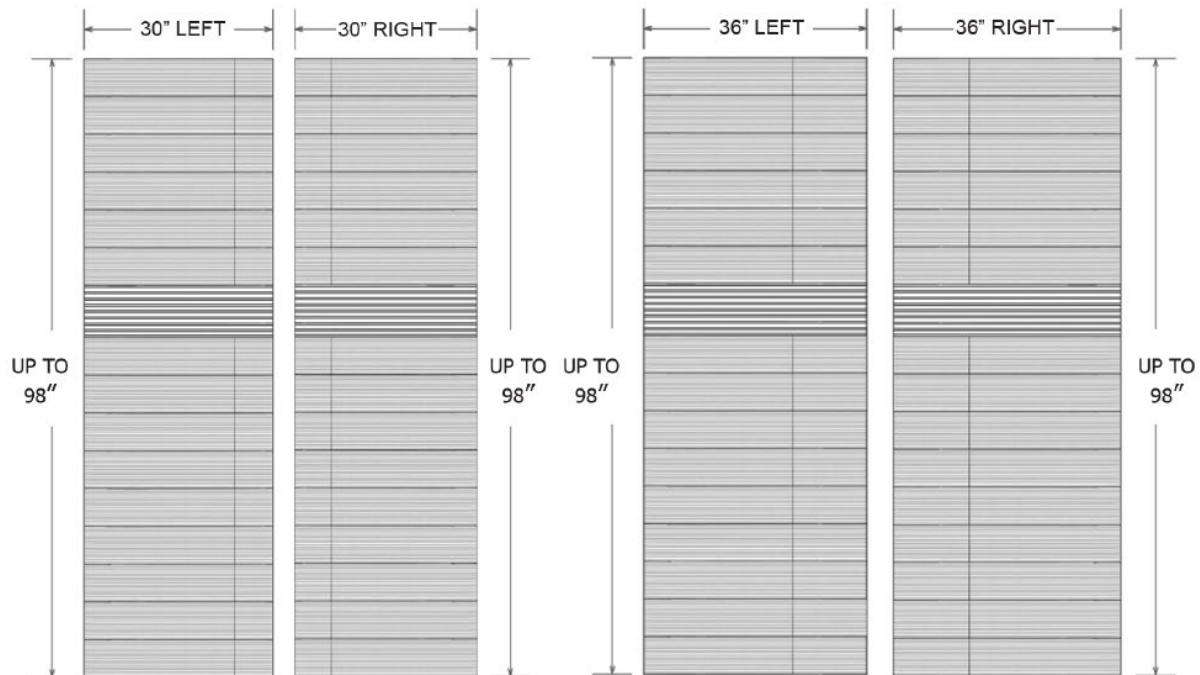 30” LEFT
30” RIGHT
36” LEFT
36” RIGHT
UP TO
98”
UP TO
98”
UP TO
98”
UP TO
98”